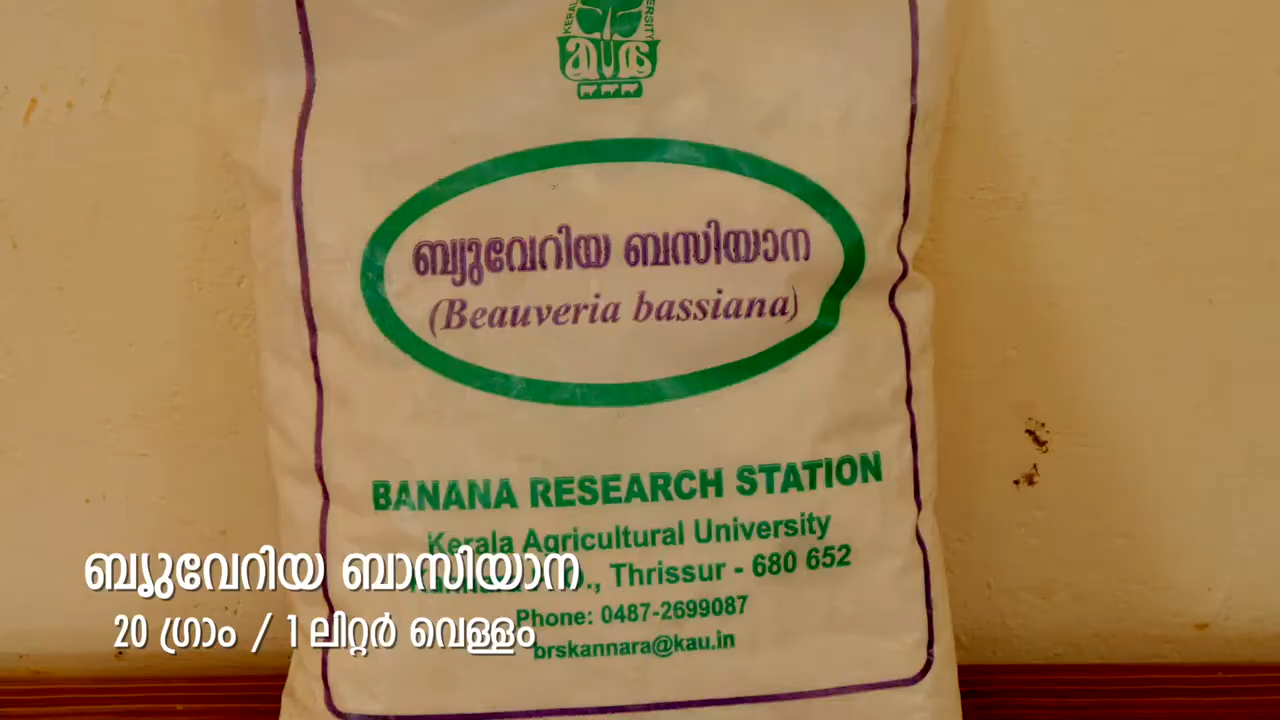 ബ്യുവേറിയ ബസിയാന
(Beauveria bassiana)
BANANA RESEARCH STATION
Kerala Agricultural University
P.O., Thrissur - 680 652
Phone: 0487-2699087
brskannara@kau.in
ബ്യുവേറിയ ബാസിയാന
20 ഗ്രാം / 1 ലിറ്റർ വെള്ളം